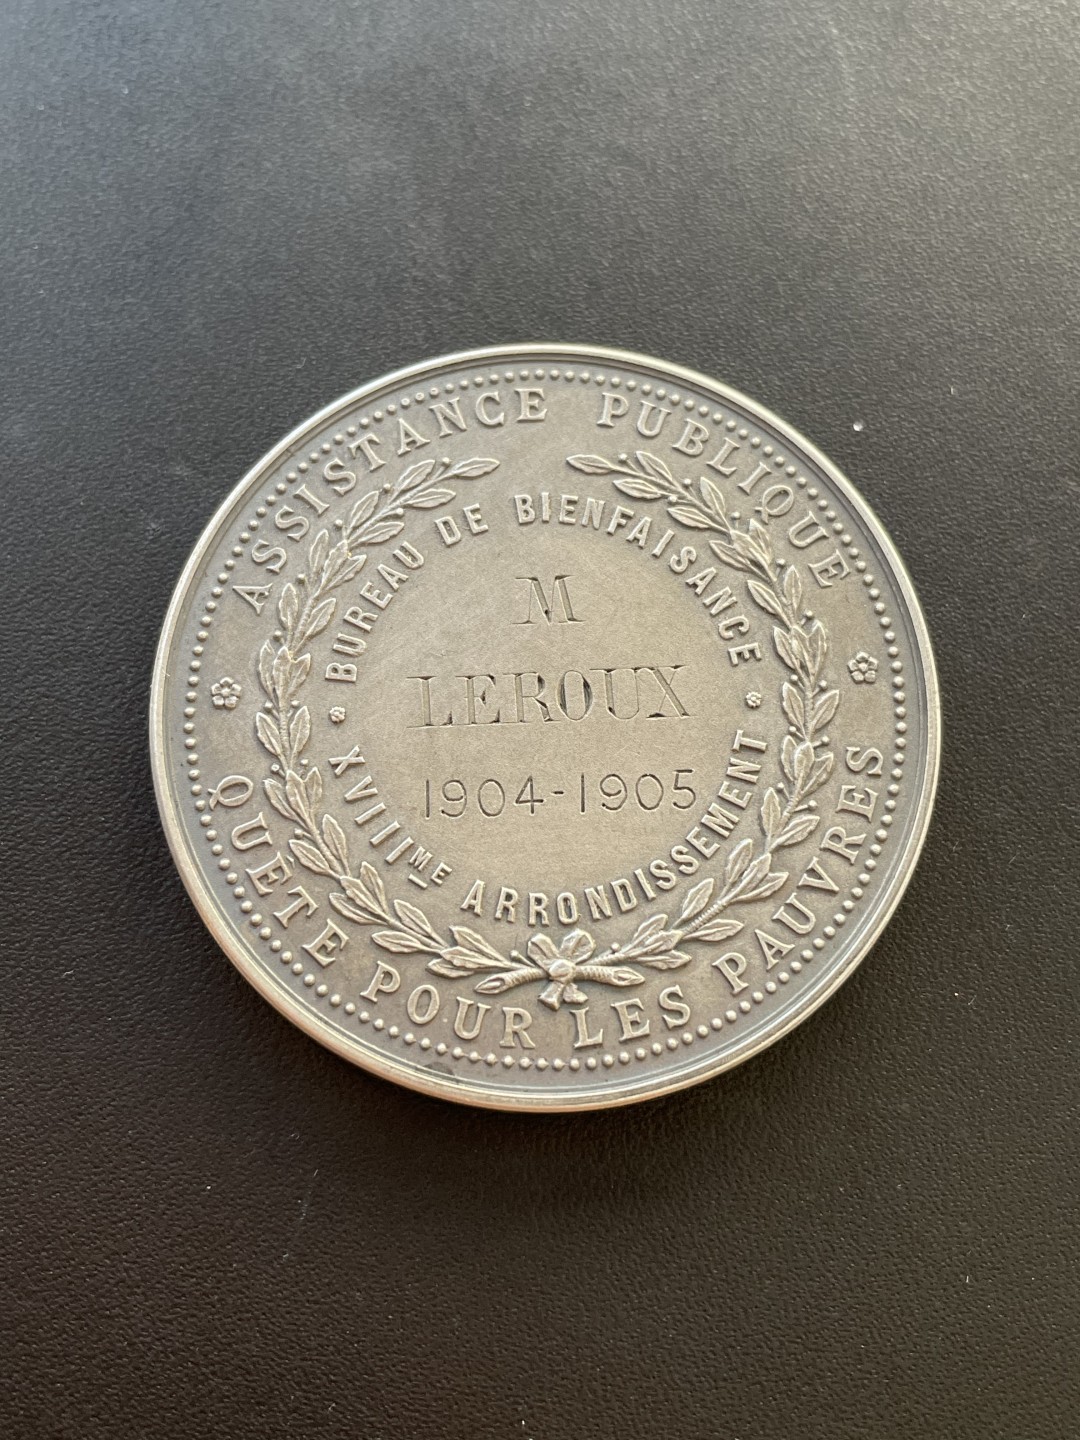 ASSISTANCE PUBLIQUE
QUÊTE POUR LES PAUVRES
BUREAU DE BIENFAISANCE
XVIIIME ARRONDISSEMENT
M
LEROUX
1904-1905